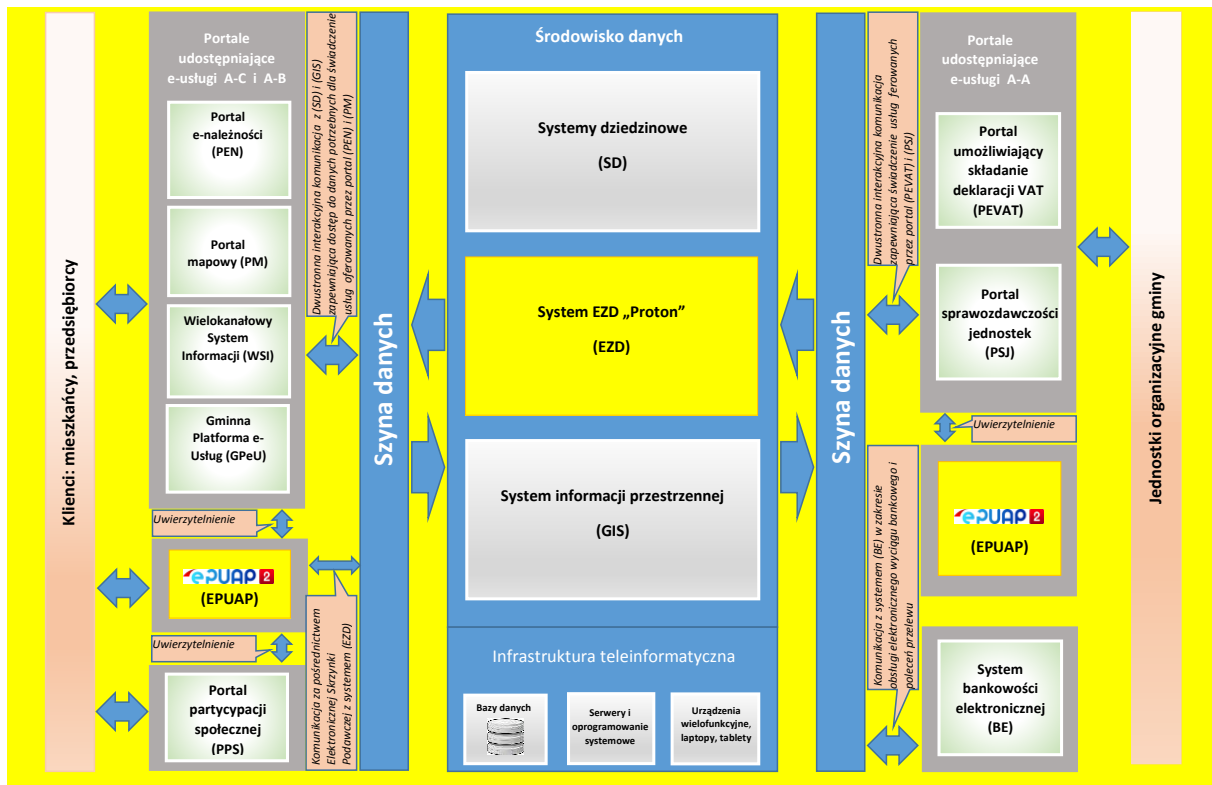 Klienci: mieszkańcy, przedsiębiorcy
Portale
udostępniające
e-usługi A-C i A-B
Portal
e-należności
(PEN)
Portal
mapowy (PM)
Wielokanałowy
System
Informacji (WSI)
Gminna
Platforma e-
Usług (GPeU)
Uwierzytelnienie
ePUAP 2
(EPUAP)
Uwierzytelnienie
Portal
partycypacji
społecznej
(PPS)
Dwustronna interakcyjna komunikacja z (SD) i (GIS)
zapewniająca dostęp do danych potrzebnych dla świadczenie
usług oferowanych przez portal (PEN) i (PM)
Komunikacja za pośrednictwem
Elektronicznej Skrzynki
Podawczej z systemem (EZD)
Szyna danych
Środowisko danych
Systemy dziedzinowe
(SD)
System EZD „Proton”
(EZD)
System informacji przestrzennej
(GIS)
Infrastruktura teleinformatyczna
Bazy danych
Serwery i
oprogramowanie
systemowe
Urządzenia
wielofunkcyjne,
laptopy, tablety
Szyna danych
Dwustronna interakcyjna komunikacja
zapewniająca świadczenie usług ferowanych
przez portal (PEVAT) i (PSJ)
Komunikacja z systemem (BE) w zakresie
obsługi elektronicznego wyciągu bankowego i
poleceń przelewu
Portale
udostępniające
e-usługi A-A
Portal
umożliwiający
składanie
deklaracji VAT
(PEVAT)
Portal
sprawozdawczości
jednostek
(PSJ)
Uwierzytelnienie
ePUAP 2
(EPUAP)
System
bankowości
elektronicznej
(BE)
Jednostki organizacyjne gminy